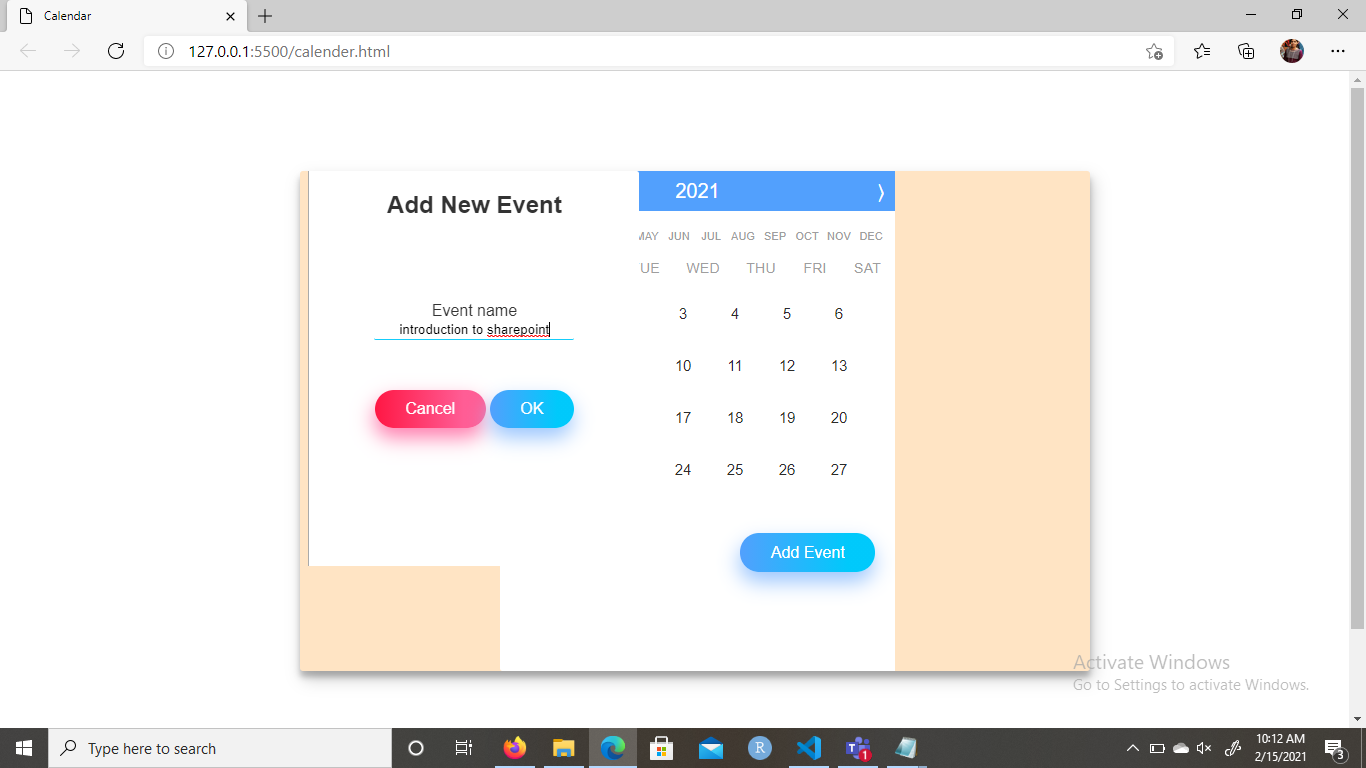 Calendar
127.0.0.1:5500/calender.html
Add New Event
Event name
introduction to sharepoint
Cancel OK
2021
MAY JUN JUL AUG SEP OCT NOV DEC
UE WED THU FRI SAT
3 4 5 6
10 11 12 13
17 18 19 20
24 25 26 27
Add Event
Activate Windows
Go to Settings to activate Windows.
Type here to search
R
1
10:12 AM
2/15/2021
3